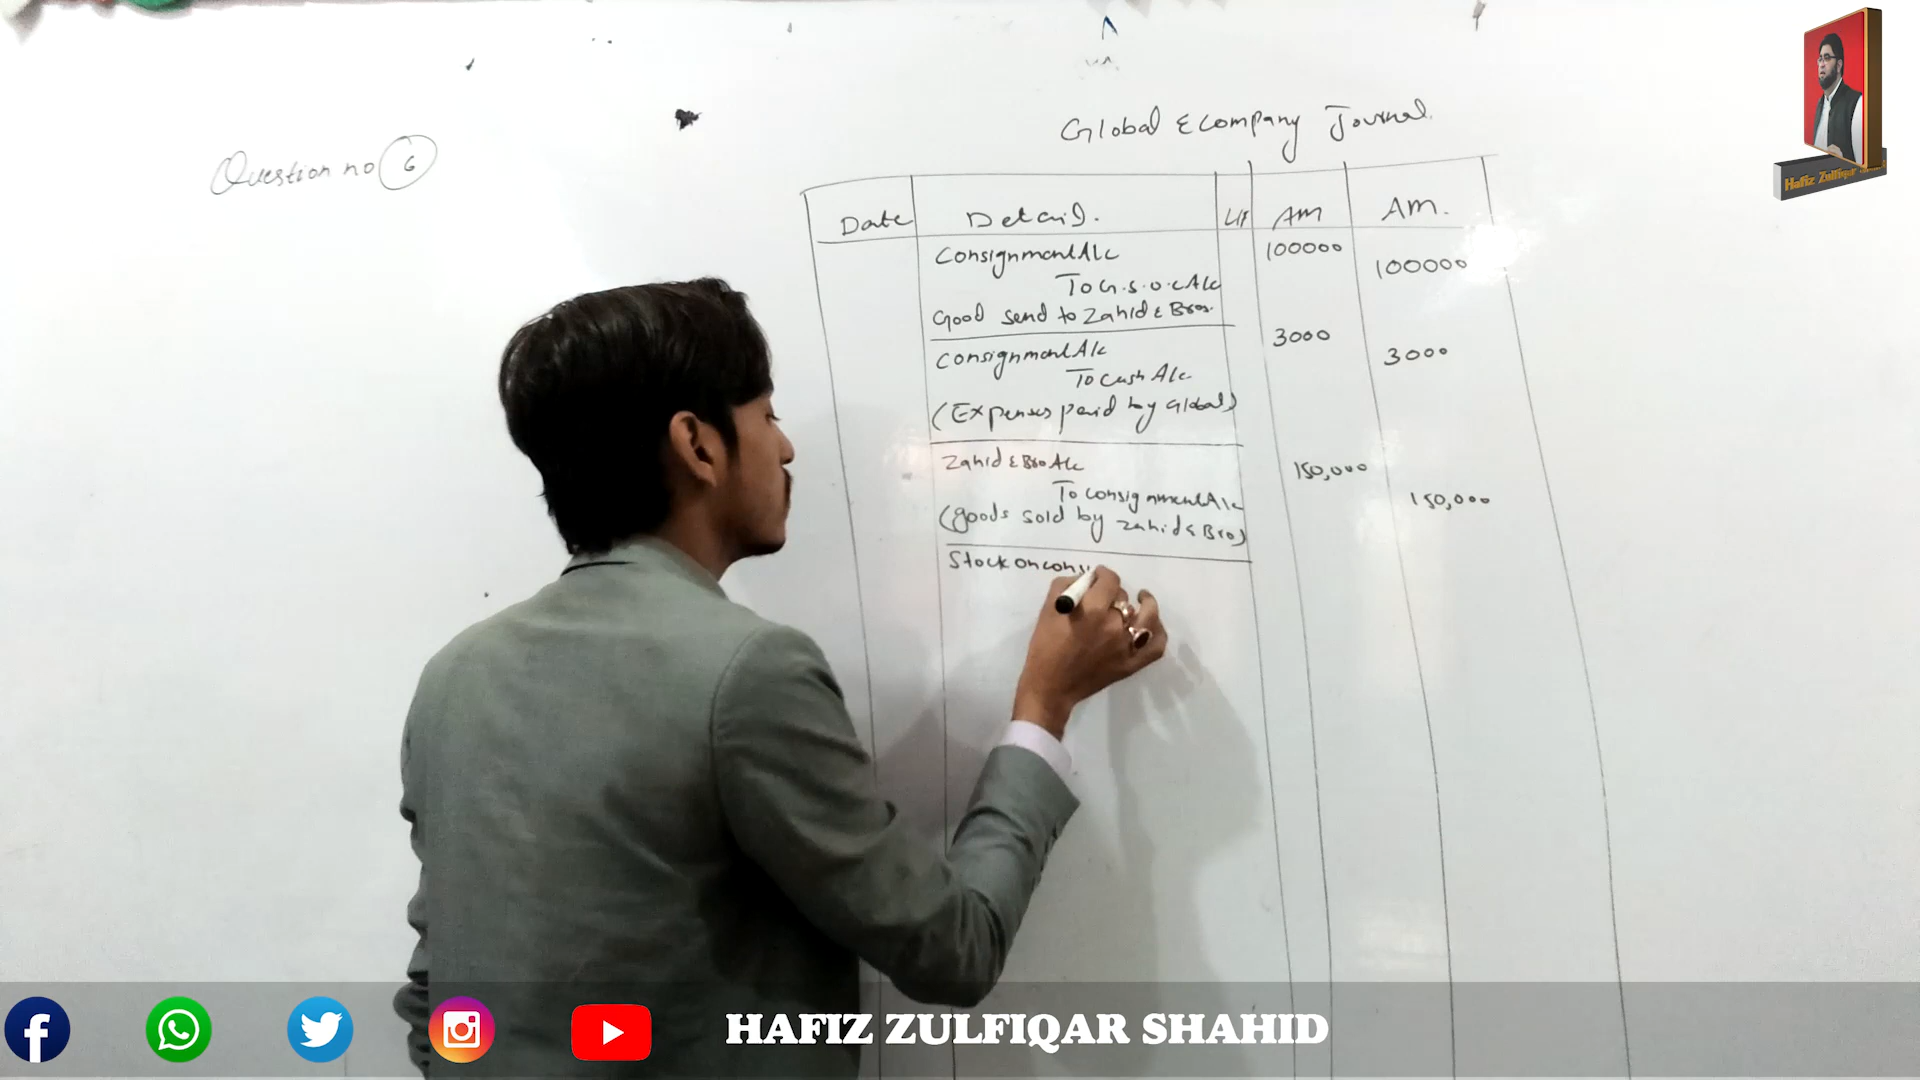 Global & Company Journal
Question no 6
Date Detail. L/F AM AM.
Consignment A/c 100000
To G.S.O.C A/c 100000
Good send to Zahid & Bros.
Consignment A/c 3000
To Cash A/c 3000
(Expenses paid by Global)
Zahid & Bro A/c 150,000
To Consignment A/c 150,000
(goods sold by Zahid & Bro)
Stock on cons
Hafiz Zulfiqar
HAFIZ ZULFIQAR SHAHID